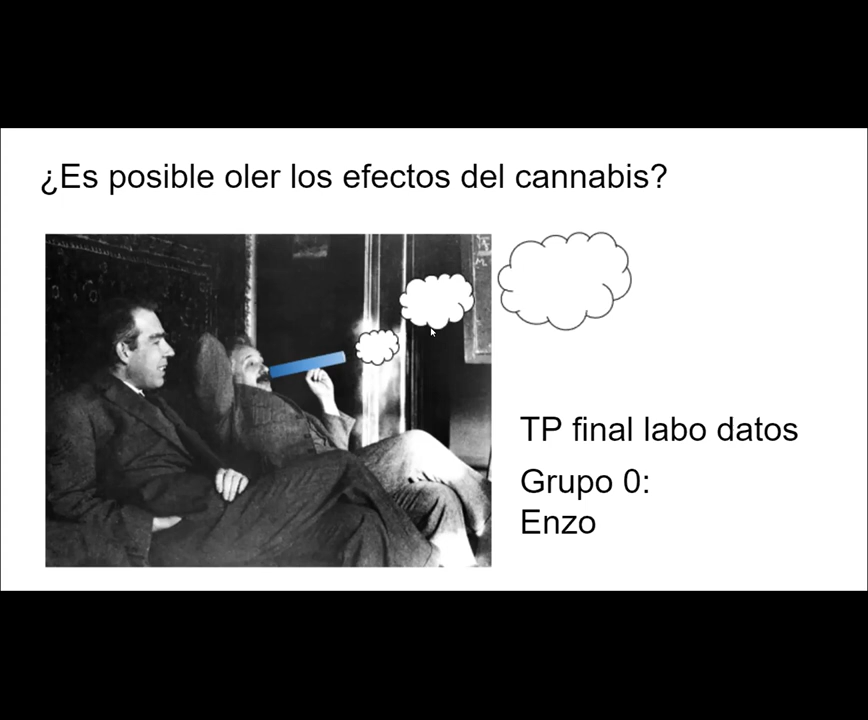 ¿Es posible oler los efectos del cannabis?
TP final labo datos
Grupo 0:
Enzo